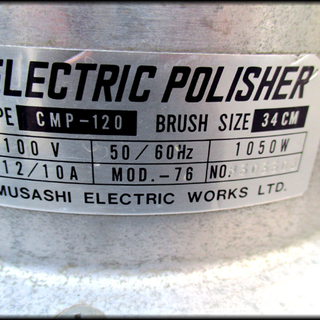 ELECTRIC POLISHER
PE CMP-120 BRUSH SIZE 34CM
100 V 50/60Hz 1050W
12/10A MOD.-76 NO.
MUSASHI ELECTRIC WORKS LTD.